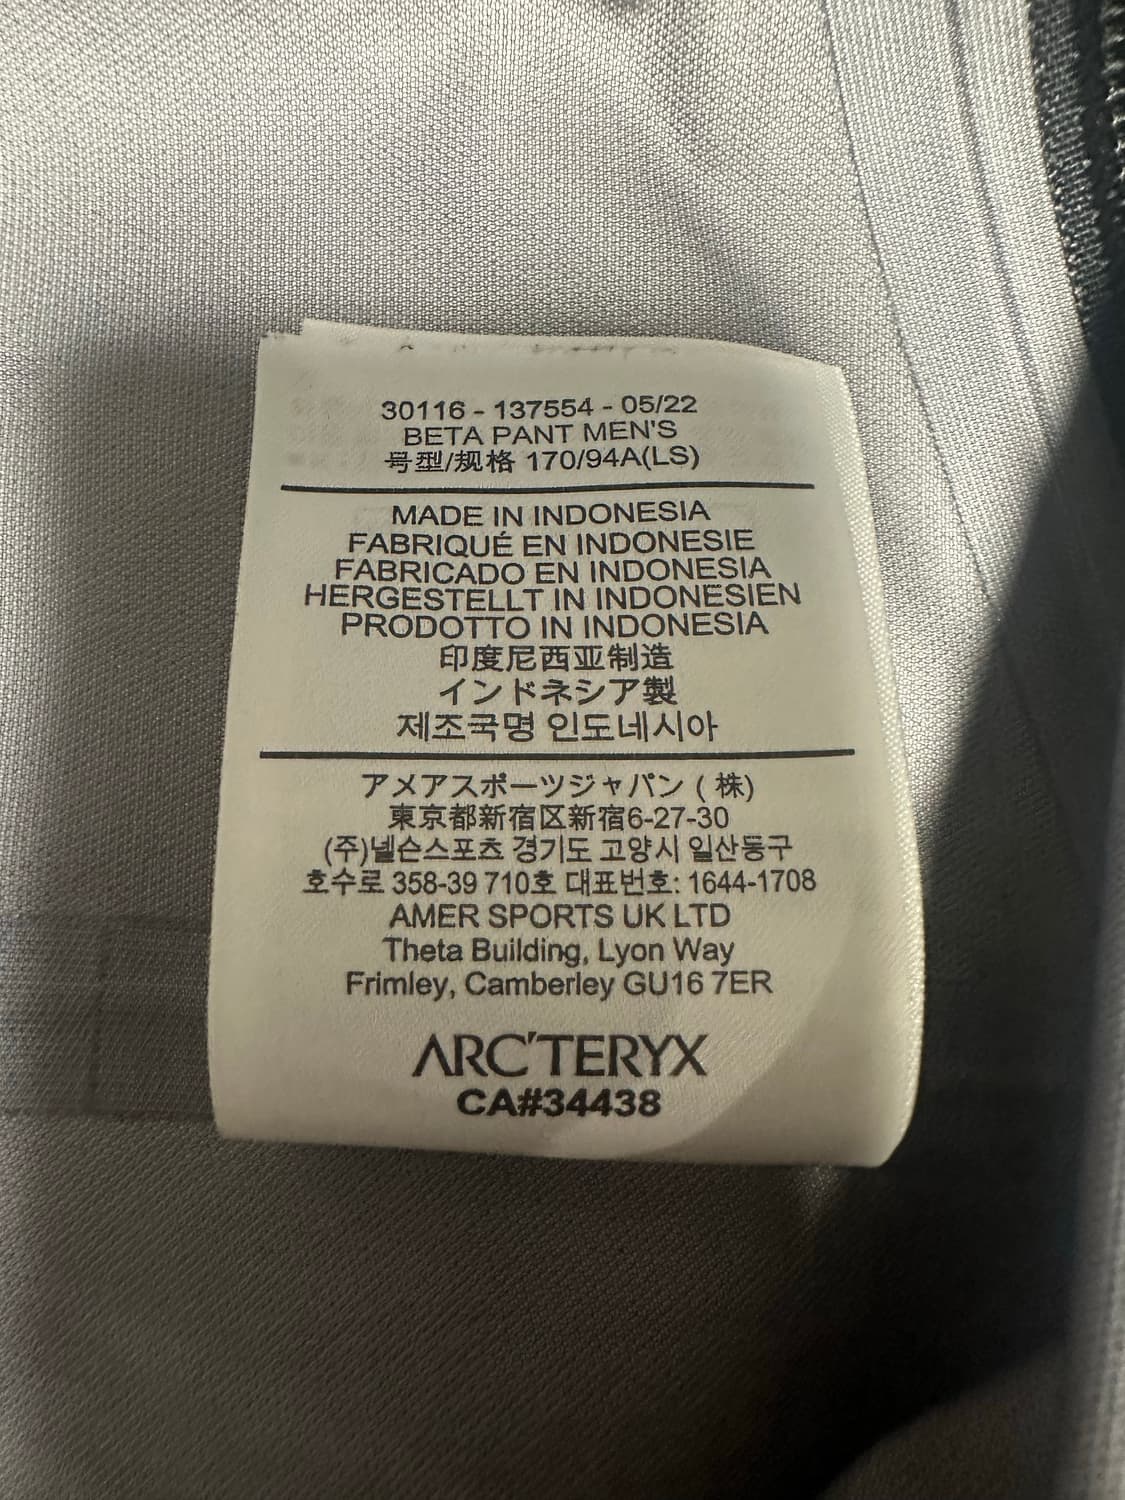 30116 - 137554 - 05/22
BETA PANT MEN'S
号型/规格 170/94A(LS)
MADE IN INDONESIA
FABRIQUÉ EN INDONESIE
FABRICADO EN INDONESIA
HERGESTELLT IN INDONESIEN
PRODOTTO IN INDONESIA
印度尼西亚制造
インドネシア製
제조국명 인도네시아
アメアスポーツジャパン ( 株)
東京都新宿区新宿6-27-30
(주)넬슨스포츠 경기도 고양시 일산동구
호수로 358-39 710호 대표번호: 1644-1708
AMER SPORTS UK LTD
Theta Building, Lyon Way
Frimley, Camberley GU16 7ER
ARC'TERYX
CA#34438